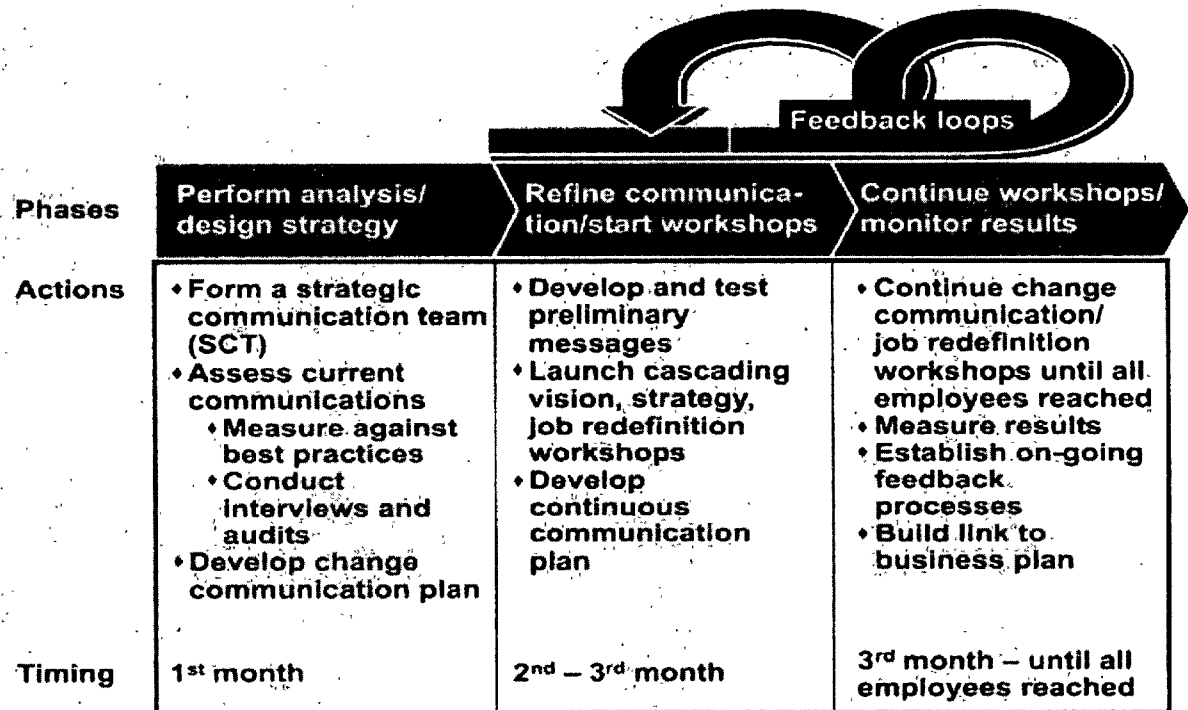 Feedback loops
Phases
Perform analysis/
design strategy
Refine communica-
tion/start workshops
Continue workshops/
monitor results
Actions
♦ Form a strategic
communication team
(SCT)
♦ Assess current
communications
♦ Measure against
best practices
♦ Conduct
interviews and
audits
♦ Develop change
communication plan
♦ Develop and test
preliminary
messages
♦ Launch cascading
vision, strategy,
job redefinition
workshops
♦ Develop
continuous
communication
plan
♦ Continue change
communication/
job redefinition
workshops until all
employees reached
♦ Measure results
♦ Establish on-going
feedback
processes
♦ Build link to
business plan
Timing
1st month
2nd – 3rd month
3rd month – until all
employees reached